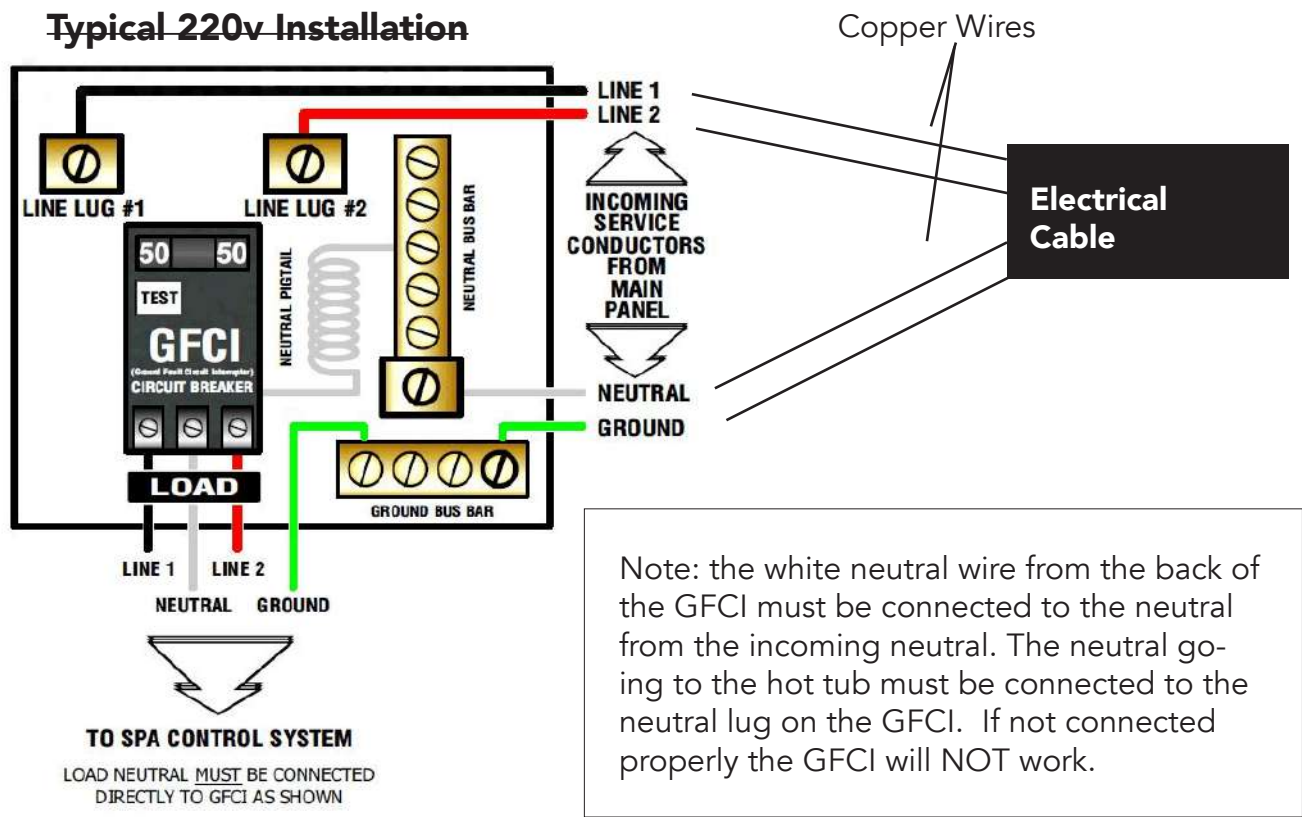 Typical 220v Installation
Copper Wires
LINE 1
LINE 2
LINE LUG #1
LINE LUG #2
NEUTRAL BUS BAR
INCOMING
SERVICE
CONDUCTORS
FROM
MAIN
PANEL
Electrical
Cable
50 50
TEST
GFCI
(Ground Fault Circuit Interrupter)
CIRCUIT BREAKER
NEUTRAL PIGTAIL
NEUTRAL
GROUND
LOAD
GROUND BUS BAR
LINE 1
LINE 2
NEUTRAL
GROUND
TO SPA CONTROL SYSTEM
LOAD NEUTRAL MUST BE CONNECTED
DIRECTLY TO GFCI AS SHOWN
Note: the white neutral wire from the back of
the GFCI must be connected to the neutral
from the incoming neutral. The neutral go-
ing to the hot tub must be connected to the
neutral lug on the GFCI.  If not connected
properly the GFCI will NOT work.